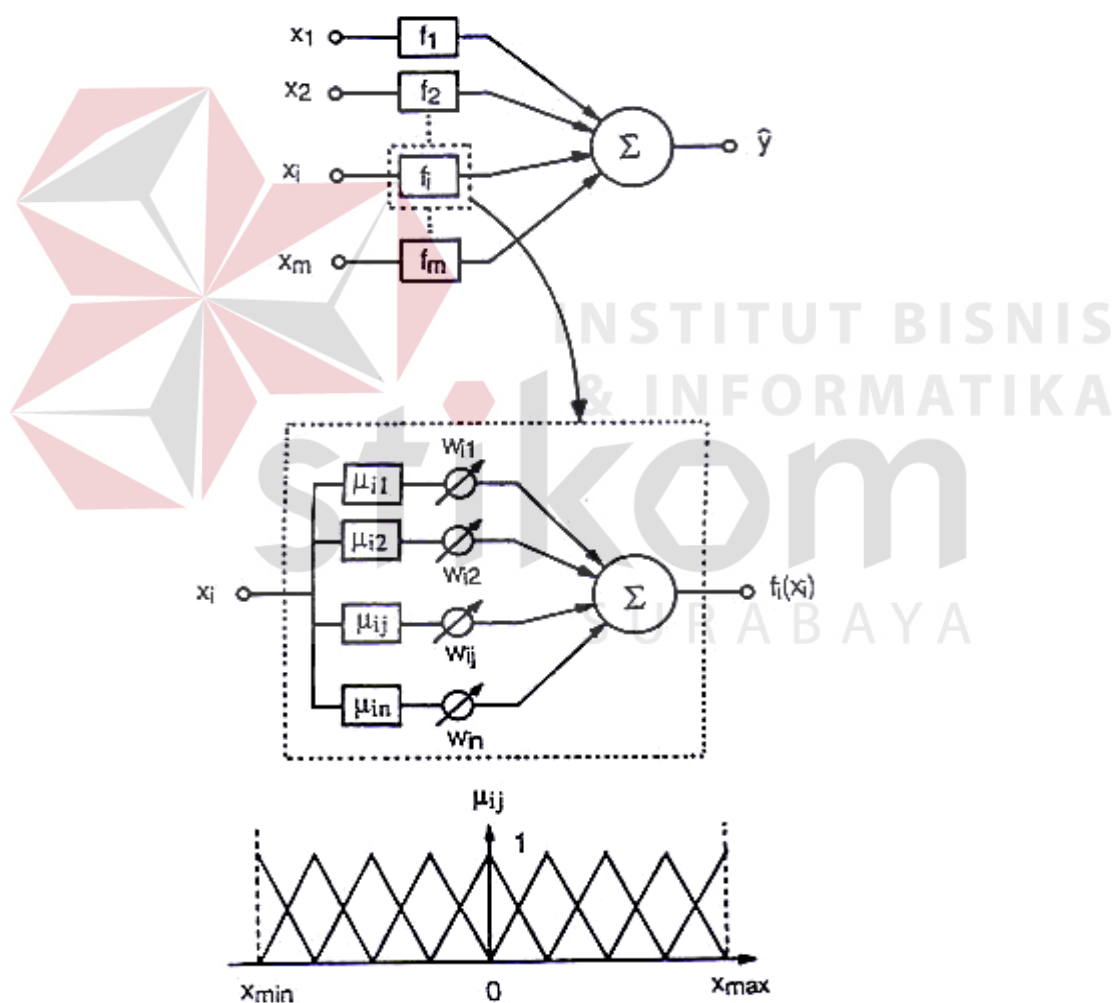 x1 f1
x2 f2
Σ ŷ
xi fi
xm fm
INSTITUT BISNIS
& INFORMATIKA
stikom
SURABAYA
wi1
μi1
μi2
wi2
xi Σ fi(xi)
μij
wij
μin
win
μij
1
xmin 0 xmax